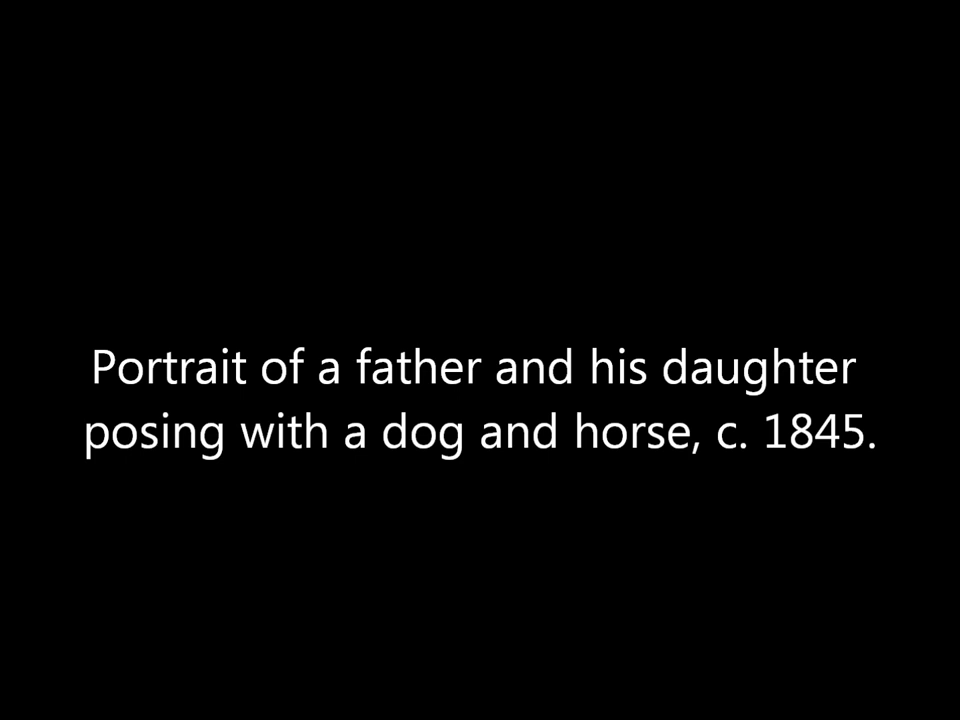 Portrait of a father and his daughter
posing with a dog and horse, c. 1845.